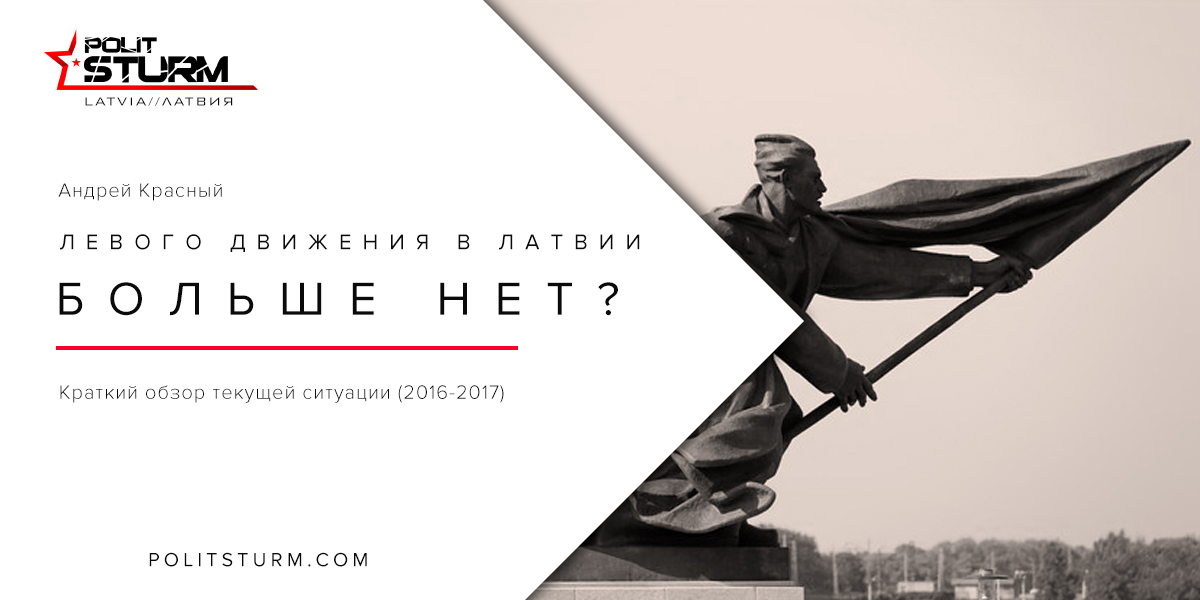 POLIT
STURM
LATVIA//ЛАТВИЯ
Андрей Красный
ЛЕВОГО ДВИЖЕНИЯ В ЛАТВИИ
БОЛЬШЕ НЕТ?
Краткий обзор текущей ситуации (2016-2017)
POLITSTURM.COM